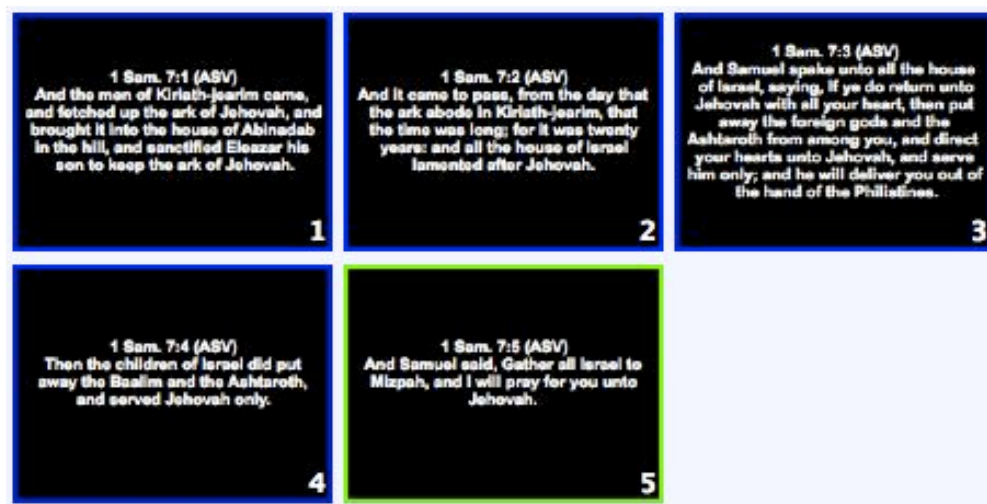 1 Sam. 7:1 (ASV)
And the men of Kiriath-jearim came,
and fetched up the ark of Jehovah, and
brought it into the house of Abinadab
in the hill, and sanctified Eleazar his
son to keep the ark of Jehovah.
1
1 Sam. 7:2 (ASV)
And it came to pass, from the day that
the ark abode in Kiriath-jearim, that
the time was long; for it was twenty
years: and all the house of Israel
lamented after Jehovah.
2
1 Sam. 7:3 (ASV)
And Samuel spake unto all the house
of Israel, saying, If ye do return unto
Jehovah with all your heart, then put
away the foreign gods and the
Ashtaroth from among you, and direct
your hearts unto Jehovah, and serve
him only; and he will deliver you out of
the hand of the Philistines.
3
1 Sam. 7:4 (ASV)
Then the children of Israel did put
away the Baalim and the Ashtaroth,
and served Jehovah only.
4
1 Sam. 7:5 (ASV)
And Samuel said, Gather all Israel to
Mizpah, and I will pray for you unto
Jehovah.
5